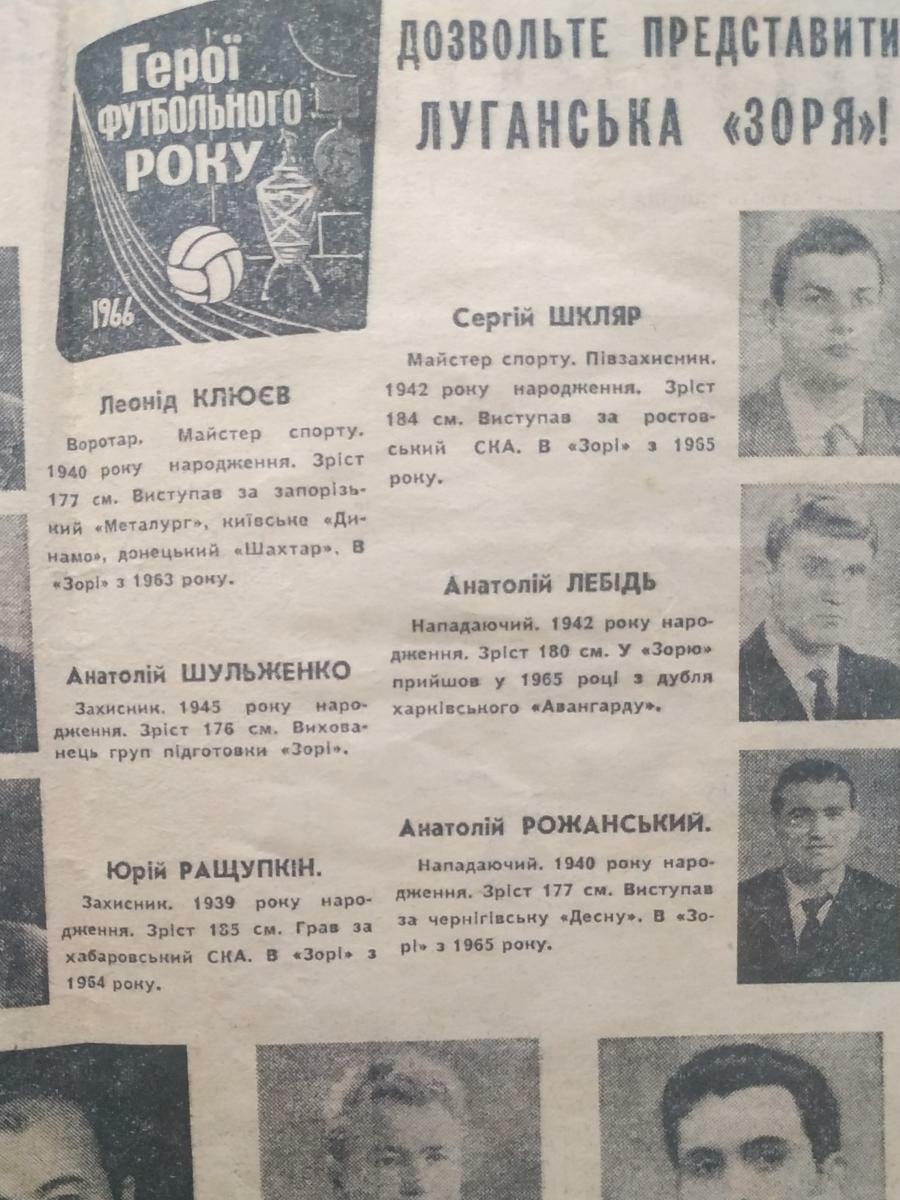 Герої
ФУТБОЛЬНОГО
РОКУ
1966
ДОЗВОЛЬТЕ ПРЕДСТАВИТИ
ЛУГАНСЬКА «ЗОРЯ»!
Леонід КЛЮЄВ
Воротар. Майстер спорту.
1940 року народження. Зріст
177 см. Виступав за запорізь-
кий «Металург», київське «Ди-
намо», донецький «Шахтар». В
«Зорі» з 1963 року.
Анатолій ШУЛЬЖЕНКО
Захисник. 1945 року наро-
дження. Зріст 176 см. Вихова-
нець груп підготовки «Зорі».
Юрій РАЩУПКІН.
Захисник. 1939 року наро-
дження. Зріст 185 см. Грав за
хабаровський СКА. В «Зорі» з
1964 року.
Сергій ШКЛЯР
Майстер спорту. Півзахисник.
1942 року народження. Зріст
184 см. Виступав за ростов-
ський СКА. В «Зорі» з 1965
року.
Анатолій ЛЕБІДЬ
Нападаючий. 1942 року наро-
дження. Зріст 180 см. У «Зорю»
прийшов у 1965 році з дубля
харківського «Авангарду».
Анатолій РОЖАНСЬКИЙ.
Нападаючий. 1940 року наро-
дження. Зріст 177 см. Виступав
за чернігівську «Десну». В «Зо-
рі» з 1965 року.